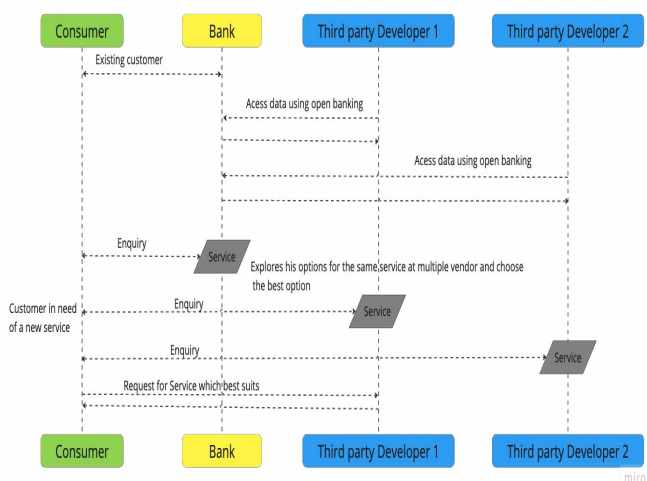 Consumer
Bank
Third party Developer 1
Third party Developer 2
Existing customer
Acess data using open banking
Acess data using open banking
Enquiry
Service
Explores his options for the same service at multiple vendor and choose
the best option
Customer in need
of a new service
Enquiry
Service
Enquiry
Service
Request for Service which best suits
Consumer
Bank
Third party Developer 1
Third party Developer 2
miro